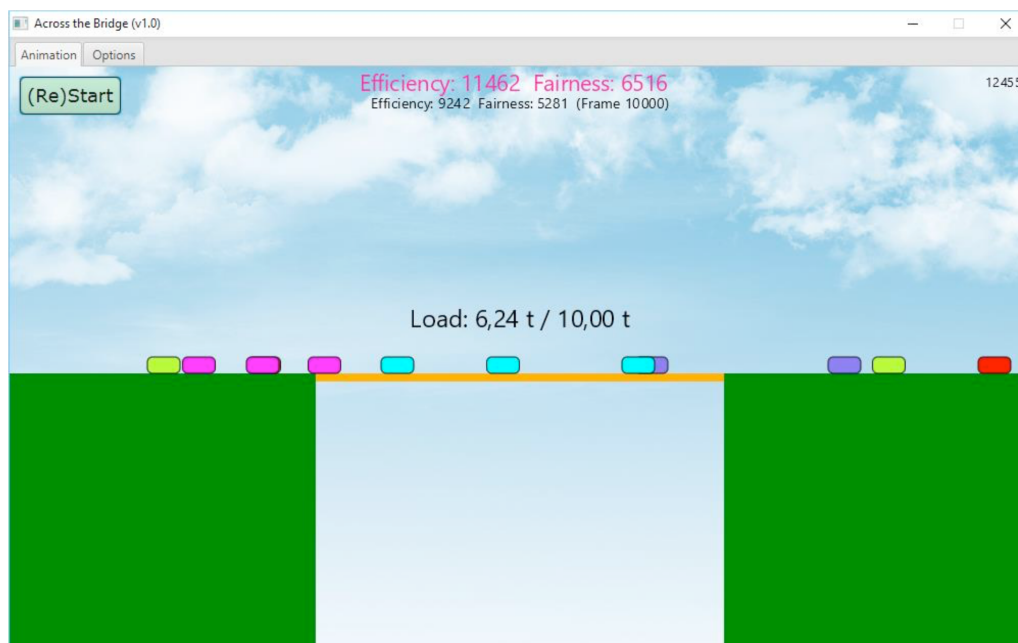 Across the Bridge (v1.0)
Animation Options
(Re)Start
Efficiency: 11462 Fairness: 6516
12455
Efficiency: 9242 Fairness: 5281 (Frame 10000)
Load: 6,24 t / 10,00 t